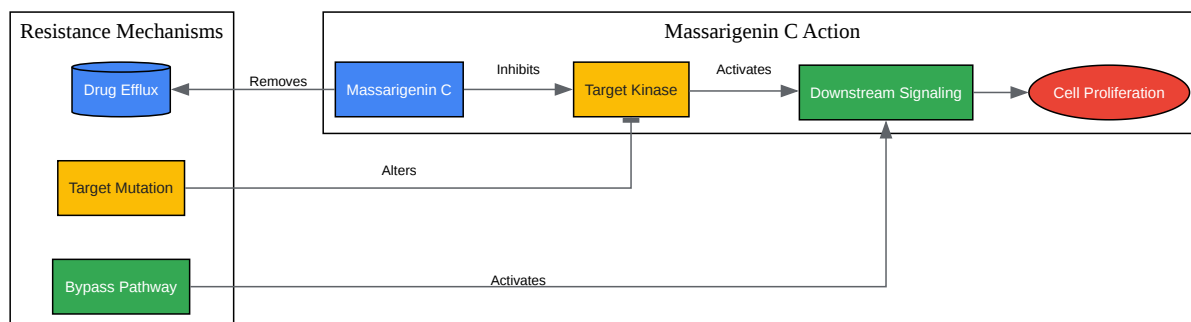 Resistance Mechanisms
Massarigenin C Action
Drug Efflux
Removes
Massarigenin C
Inhibits
Target Kinase
Activates
Downstream Signaling
Cell Proliferation
Target Mutation
Alters
Bypass Pathway
Activates